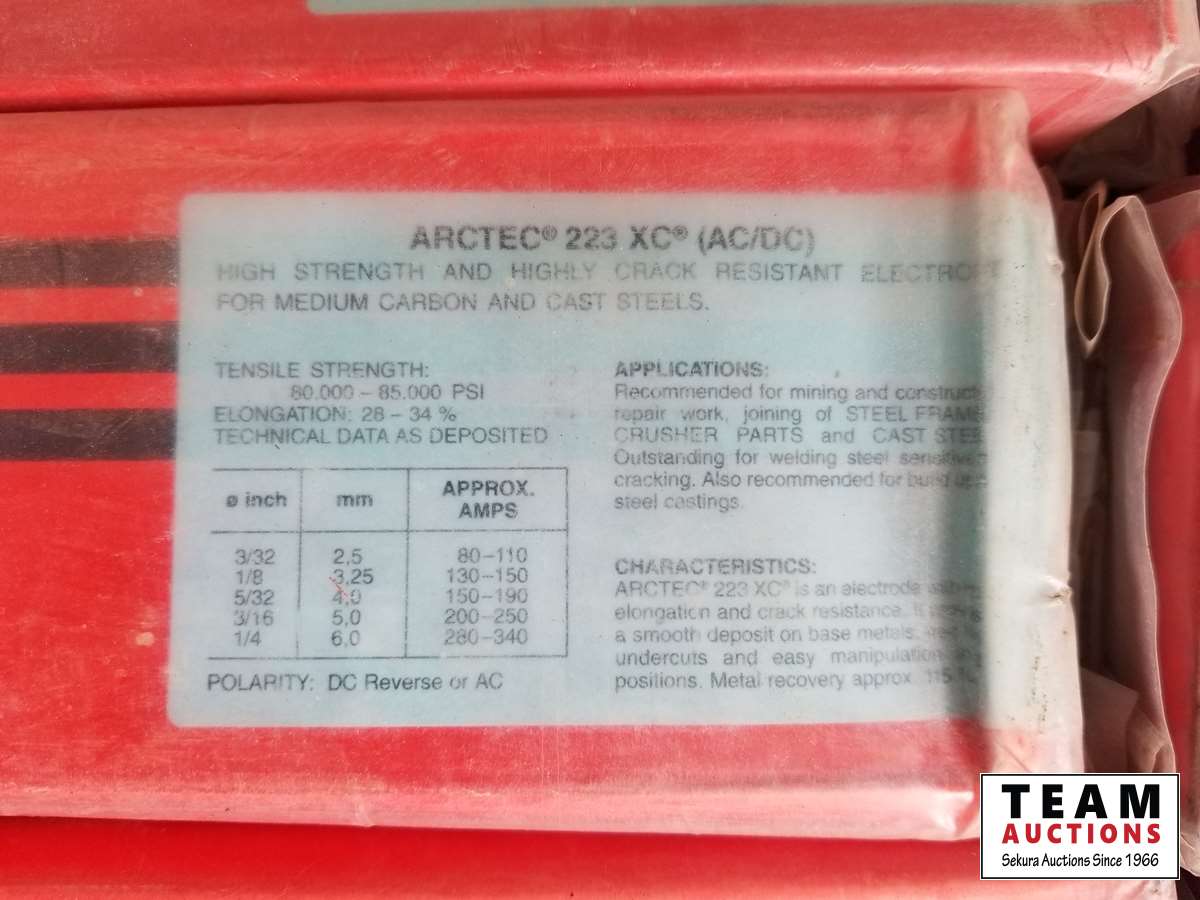 ARCTEC® 223 XC® (AC/DC)
HIGH STRENGTH AND HIGHLY CRACK RESISTANT
FOR MEDIUM CARBON AND CAST STEELS.
TENSILE STRENGTH:
80.000 – 85.000 PSI
ELONGATION: 28 – 34 %
TECHNICAL DATA AS DEPOSITED
ø inch mm APPROX. AMPS
3/32 2,5 80–110
1/8 3,25 130–150
5/32 4,0 150–190
3/16 5,0 200–250
1/4 6,0 280–340
POLARITY: DC Reverse or AC
APPLICATIONS:
Recommended for mining and
repair work, joining of STEEL
CRUSHER PARTS and CAST
Outstanding for welding steel
cracking. Also recommended for
steel castings.
CHARACTERISTICS:
ARCTEC® 223 XC® is an electrode
elongation and crack resistance.
a smooth deposit on base metals,
undercuts and easy manipulation
positions. Metal recovery approx.
TEAM
AUCTIONS
Sekura Auctions Since 1966